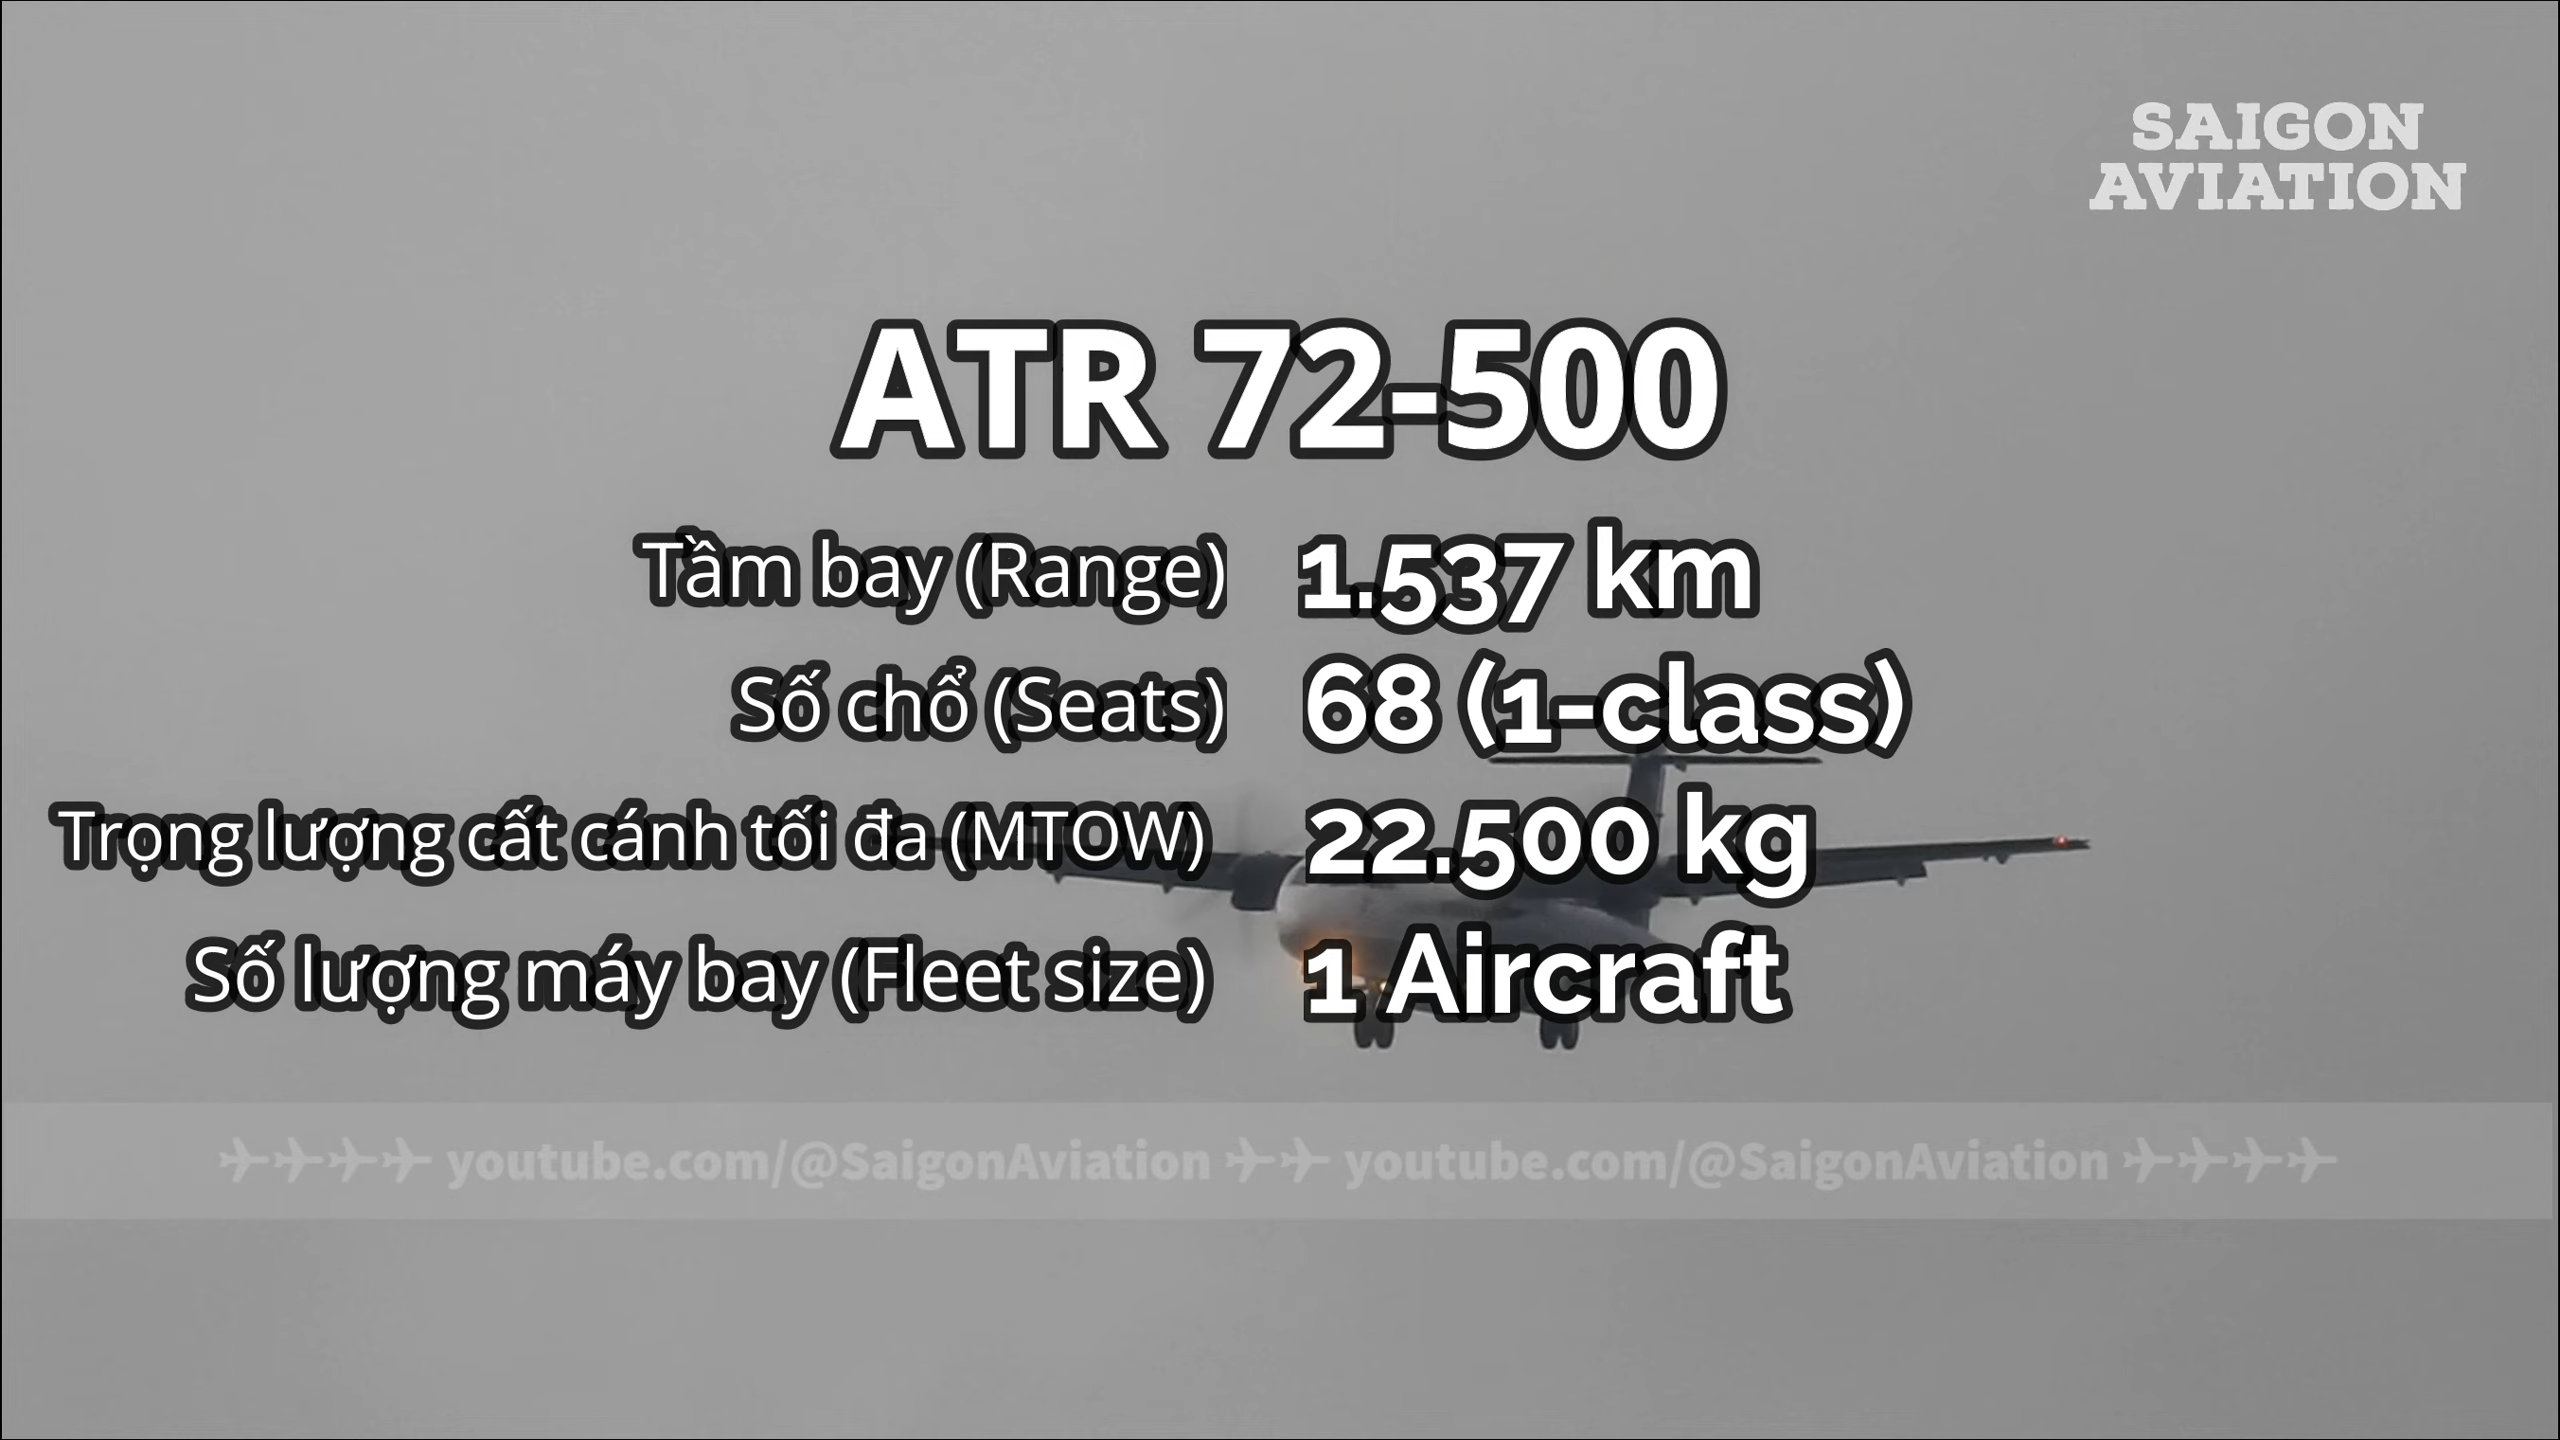 SAIGON
AVIATION
ATR 72-500
Tầm bay (Range) 1.537 km
Số chổ (Seats) 68 (1-class)
Trọng lượng cất cánh tối đa (MTOW) 22.500 kg
Số lượng máy bay (Fleet size) 1 Aircraft
youtube.com/@SaigonAviation youtube.com/@SaigonAviation